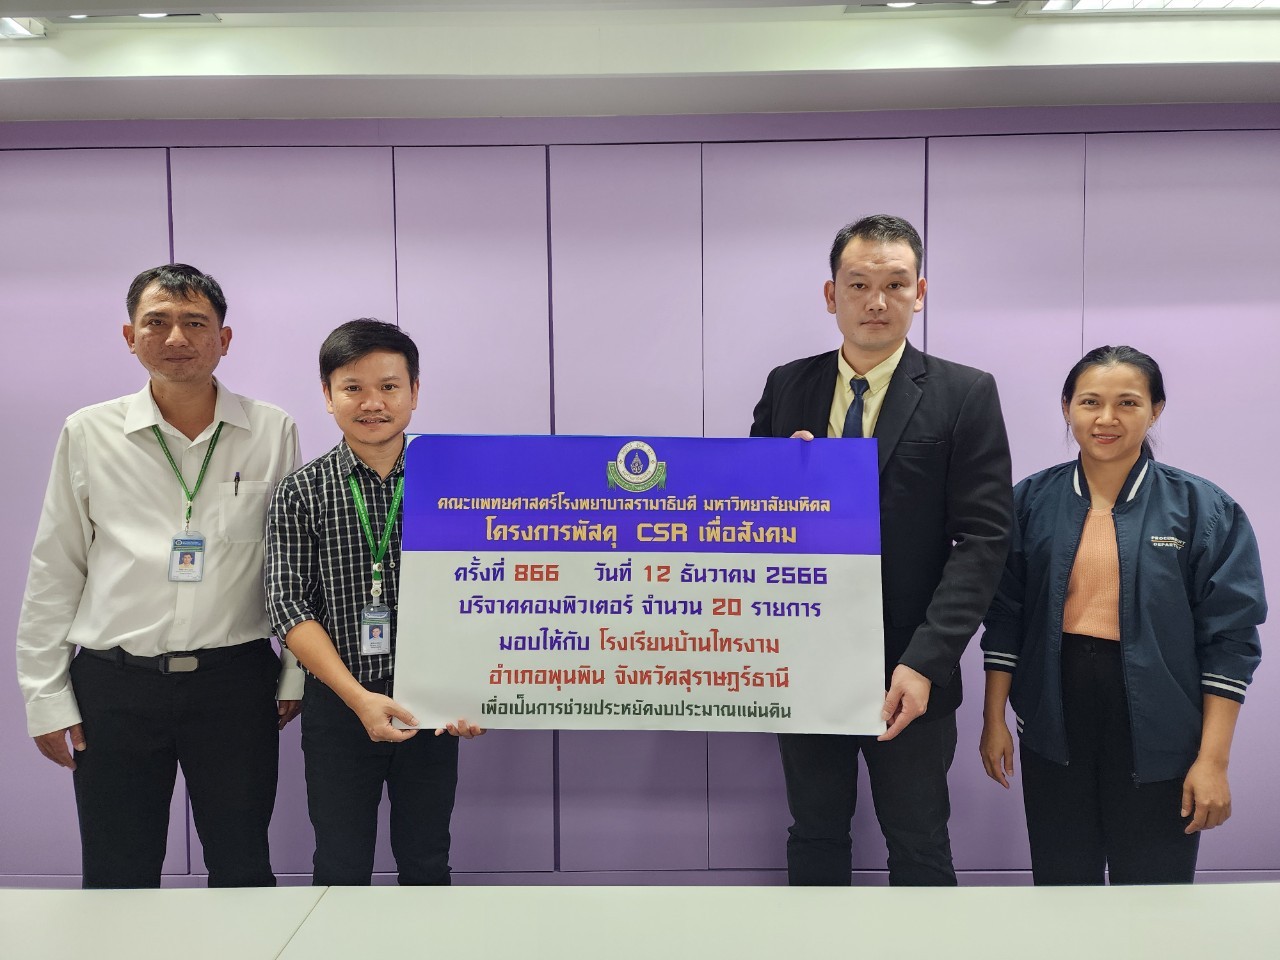 คณะแพทยศาสตร์โรงพยาบาลรามาธิบดี มหาวิทยาลัยมหิดล
โครงการพัสดุ CSR เพื่อสังคม
ครั้งที่ 866 วันที่ 12 ธันวาคม 2566
บริจาคคอมพิวเตอร์ จำนวน 20 รายการ
มอบให้กับ โรงเรียนบ้านไทรงาม
อำเภอพุนพิน จังหวัดสุราษฎร์ธานี
เพื่อเป็นการช่วยประหยัดงบประมาณแผ่นดิน